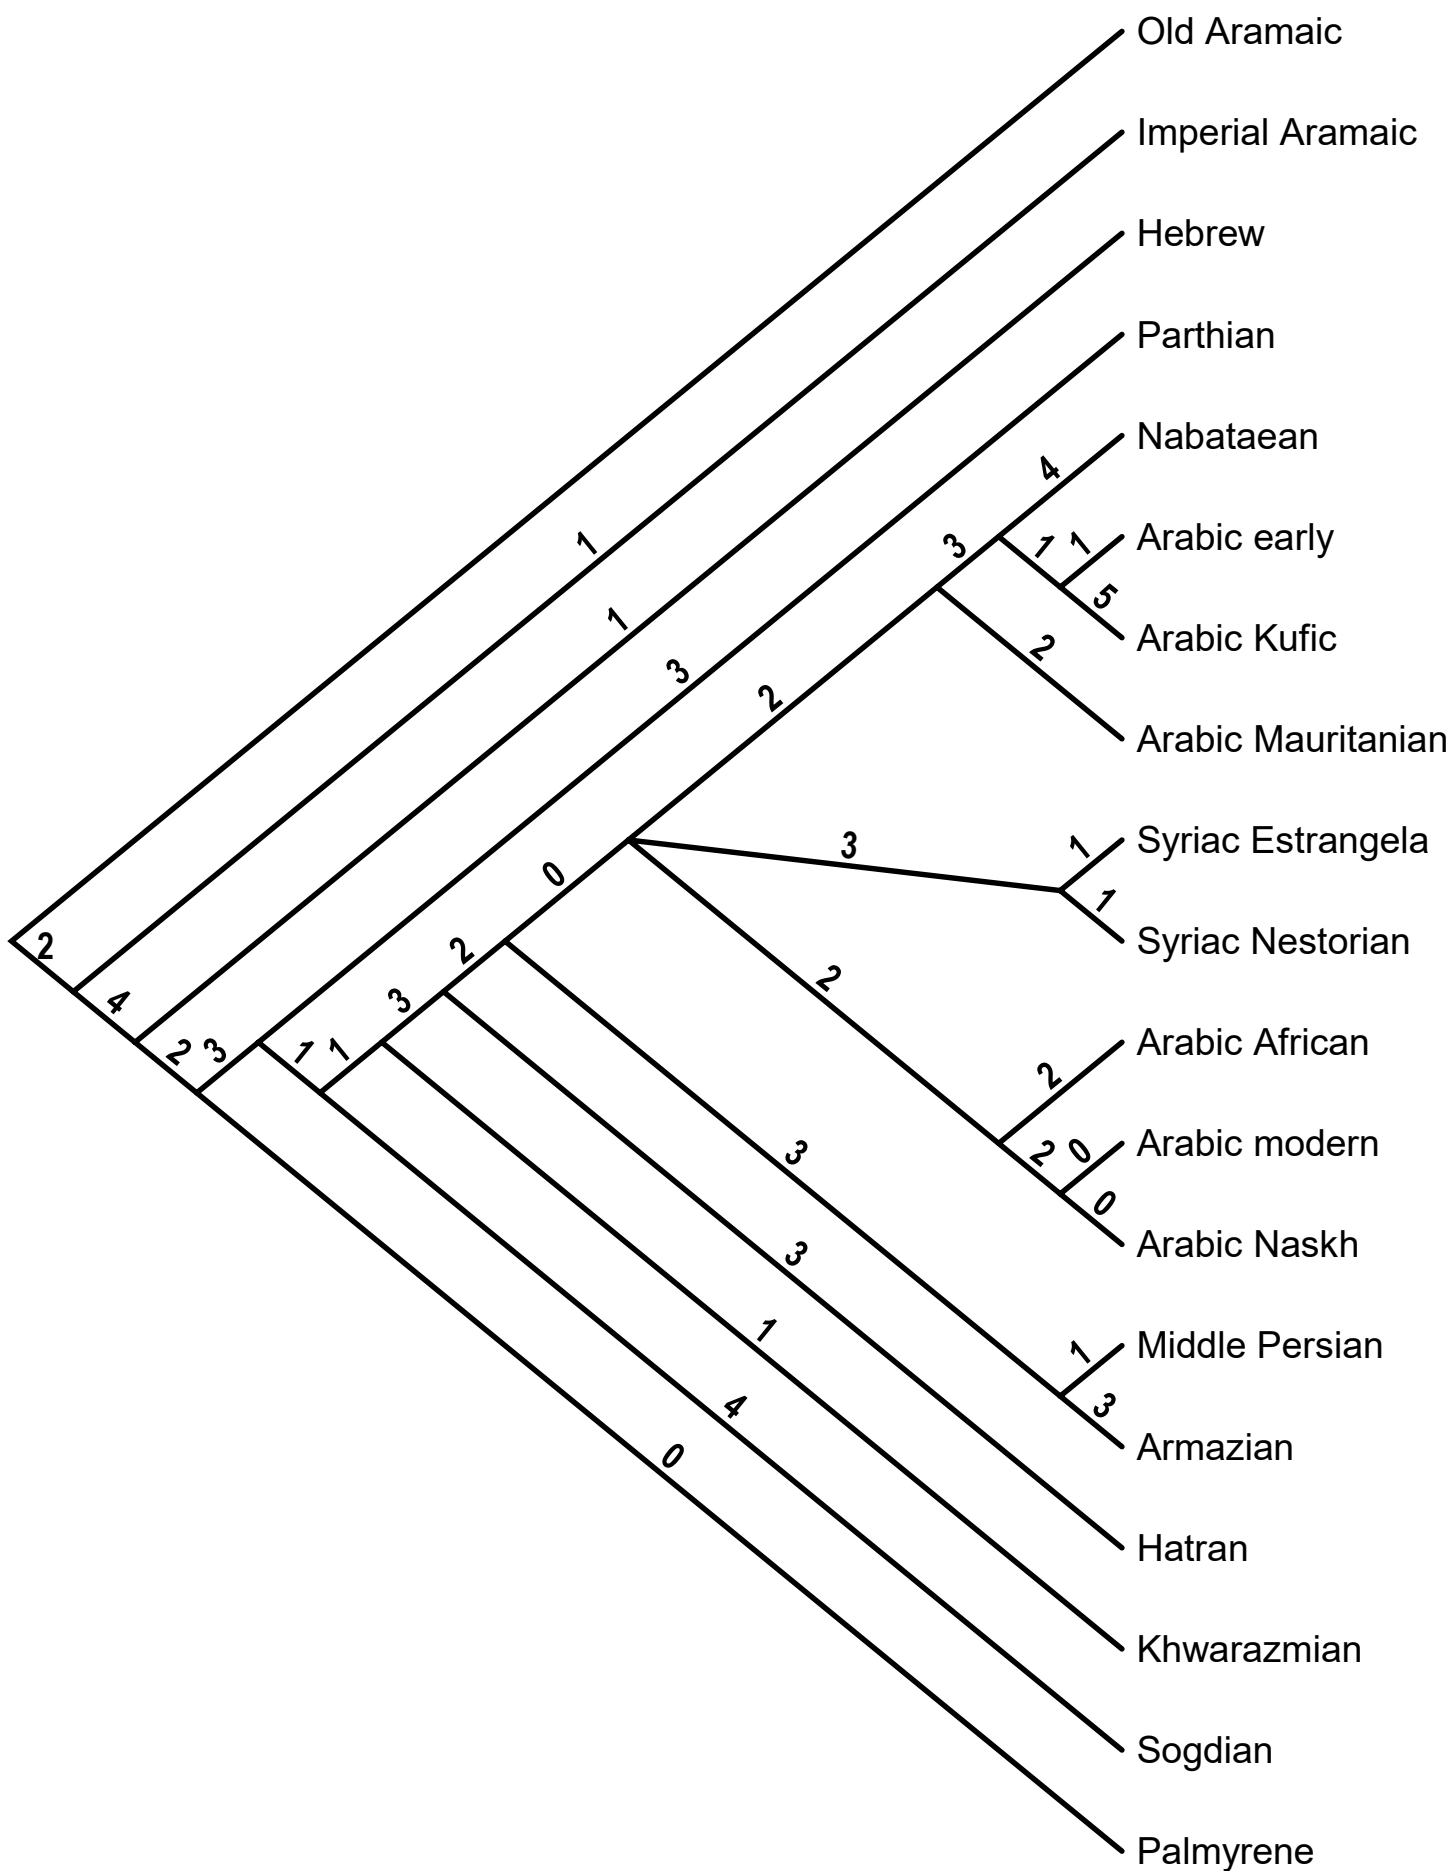 Old Aramaic
Imperial Aramaic
Hebrew
Parthian
Nabataean
4
Arabic early
1
1
3
1
5
Arabic Kufic
1
2
3
2
Arabic Mauritanian
Syriac Estrangela
3
1
0
1
2
2
Syriac Nestorian
2
4
3
2
3
1
1
Arabic African
2
Arabic modern
3
2
0
0
Arabic Naskh
3
1
1
Middle Persian
4
3
Armazian
0
Hatran
Khwarazmian
Sogdian
Palmyrene